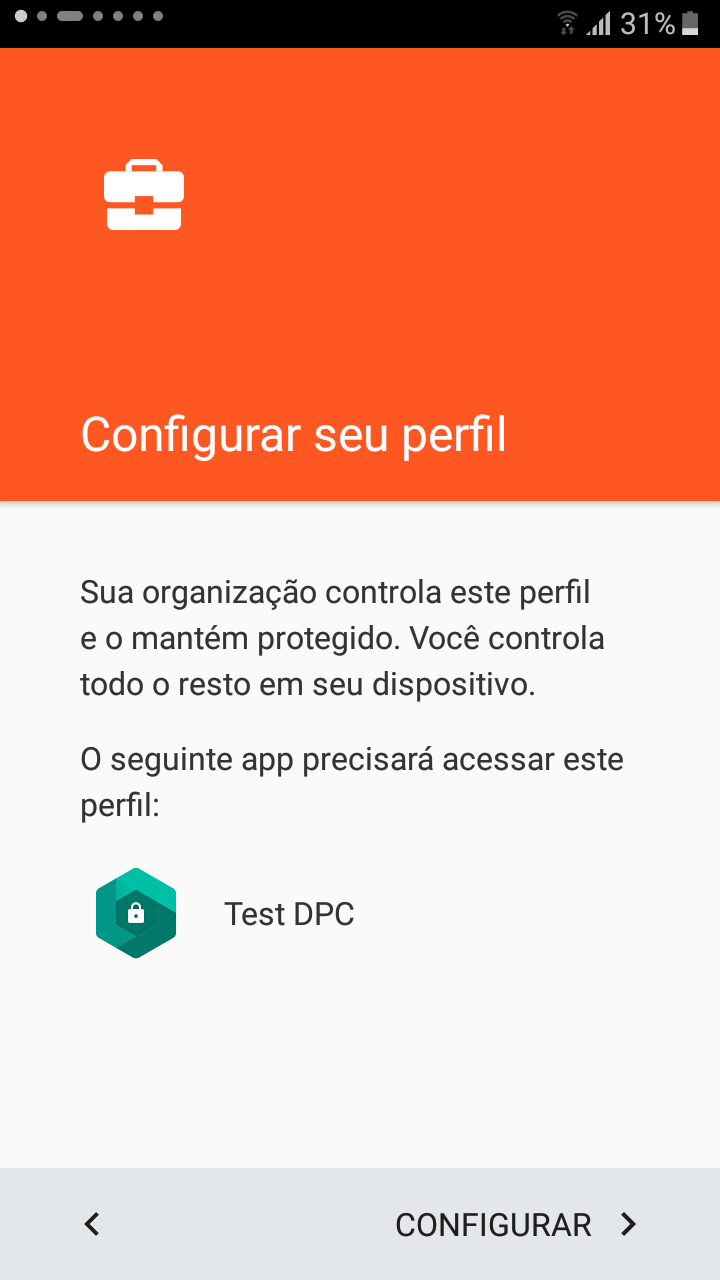 31%
Configurar seu perfil
Sua organização controla este perfil
e o mantém protegido. Você controla
todo o resto em seu dispositivo.
O seguinte app precisará acessar este
perfil:
Test DPC
CONFIGURAR